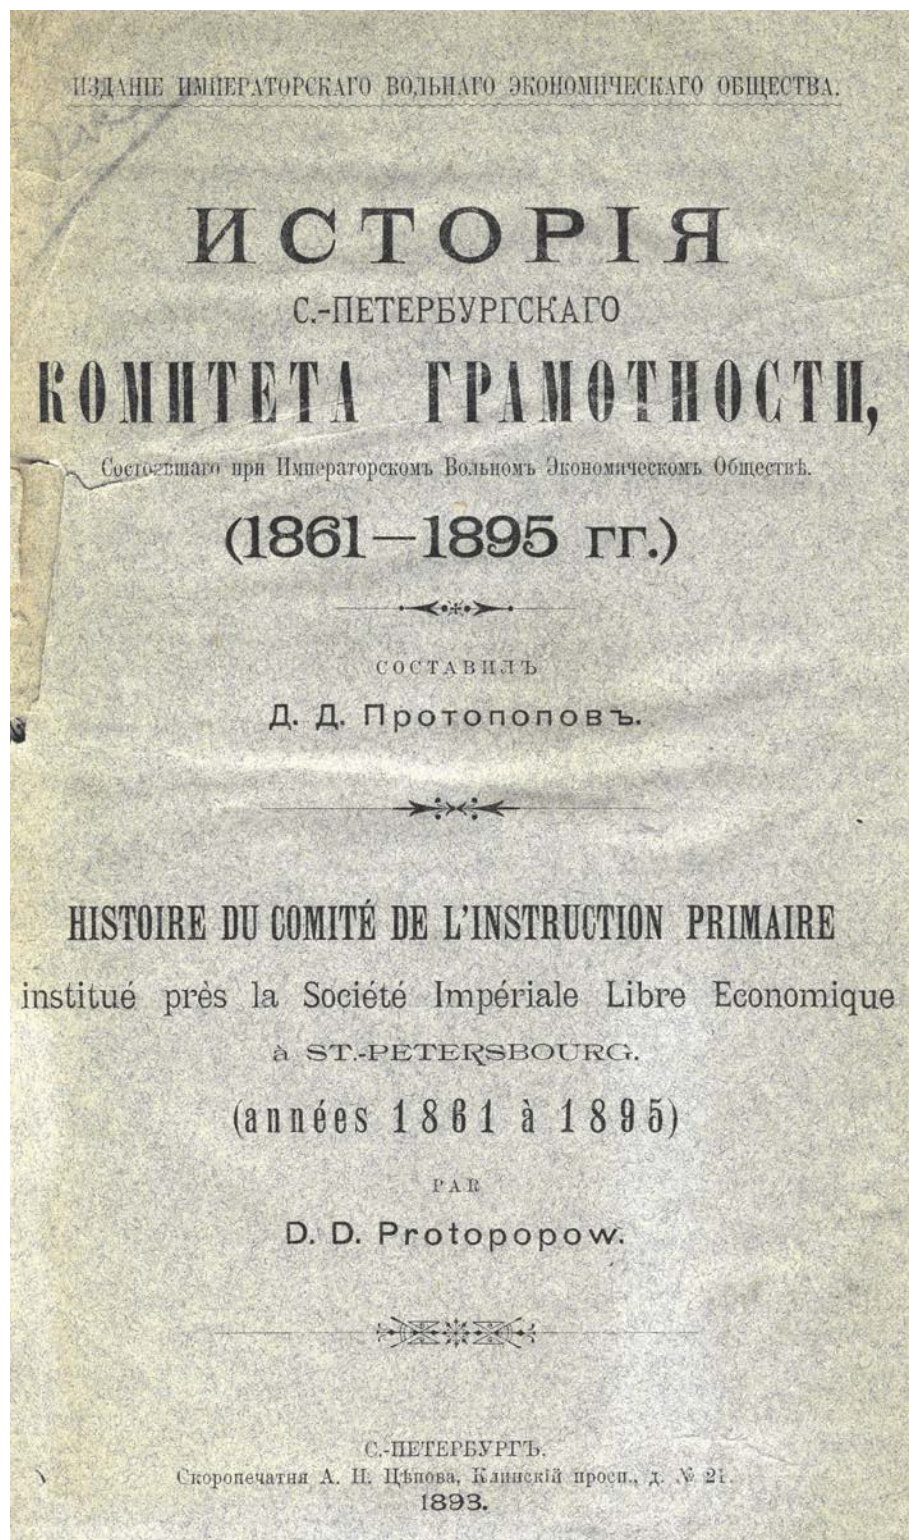 ИЗДАНІЕ ИМПЕРАТОРСКАГО ВОЛЬНАГО ЭКОНОМИЧЕСКАГО ОБЩЕСТВА.
ИСТОРІЯ
С.-ПЕТЕРБУРГСКАГО
КОМИТЕТА ГРАМОТНОСТИ,
Состоявшаго при Императорскомъ Вольномъ Экономическомъ Обществѣ.
(1861—1895 гг.)
СОСТАВИЛЪ
Д. Д. Протопоповъ.
HISTOIRE DU COMITÉ DE L'INSTRUCTION PRIMAIRE
institué près la Société Impériale Libre Economique
à ST.-PETERSBOURG.
(années 1861 à 1895)
PAR
D. D. Protopopow.
С.-ПЕТЕРБУРГЪ.
Скоропечатня А. И. Цѣпова, Клинскій просп., д. № 21.
1893.